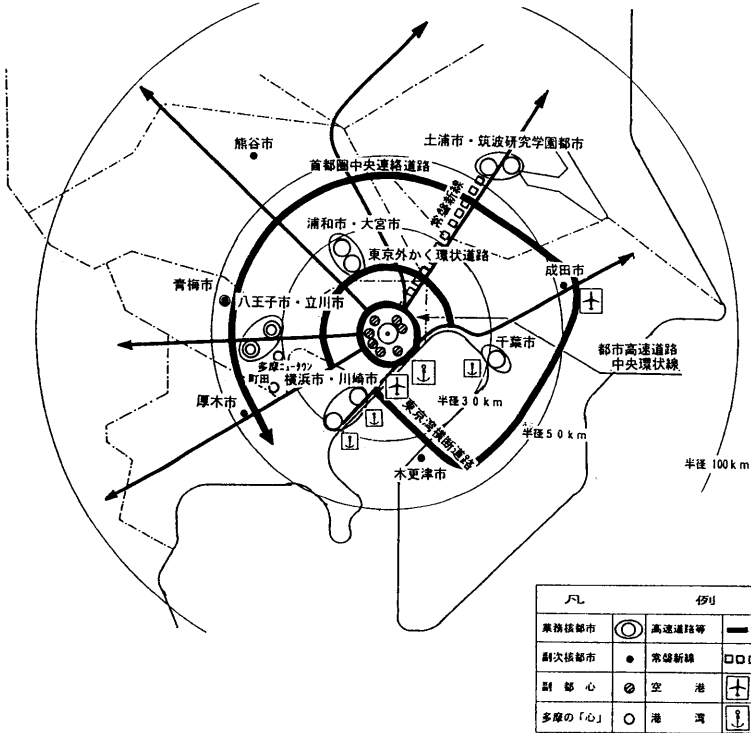 熊谷市
土浦市・筑波研究学園都市
首都圏中央連絡道路
常磐新線
浦和市・大宮市
東京外かく環状道路
成田市
青梅市
八王子市・立川市
千葉市
都市高速道路
中央環状線
多摩ニュータウン
町田
横浜市・川崎市
厚木市
東京湾横断道路
半径30km
半径50km
半径100km
木更津市
凡 例
業務核都市 高速道路等
副次核都市 常磐新線
副都心 空港
多摩の「心」 港湾